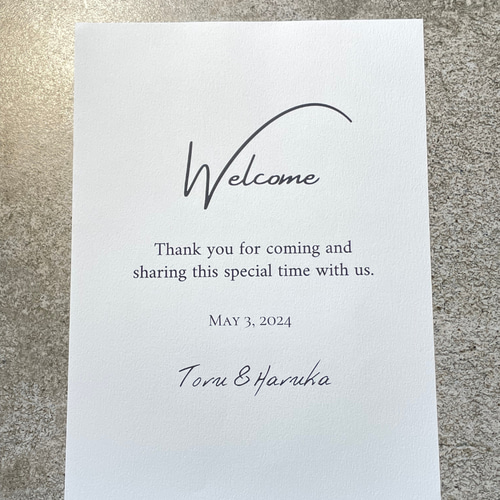 Welcome
Thank you for coming and
sharing this special time with us.
May 3, 2024
Toru & Haruka